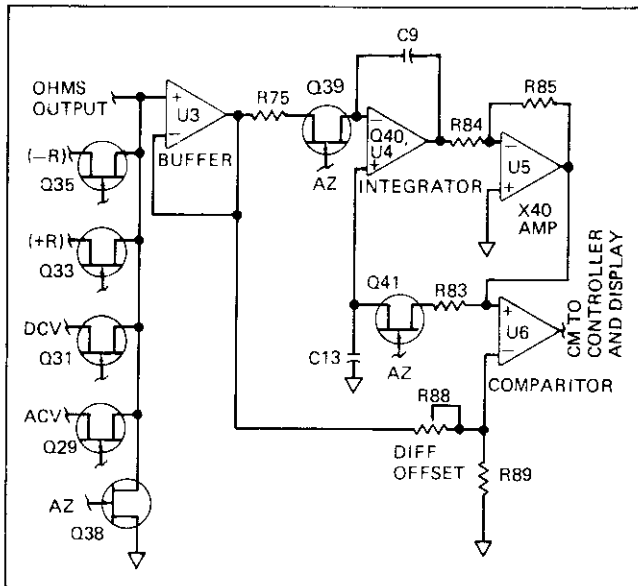 C9
OHMS
OUTPUT
Q39
R85
R75
R84
+
−
U3
BUFFER
−
Q40,
U4
+
INTEGRATOR
AZ
−
U5
+
X40
AMP
(−R)
Q35
(+R)
Q33
Q41
R83
+
U6
−
CM TO
CONTROLLER
AND DISPLAY
DCV
Q31
C13
AZ
COMPARITOR
R88
ACV
Q29
DIFF
OFFSET
R89
AZ
Q38